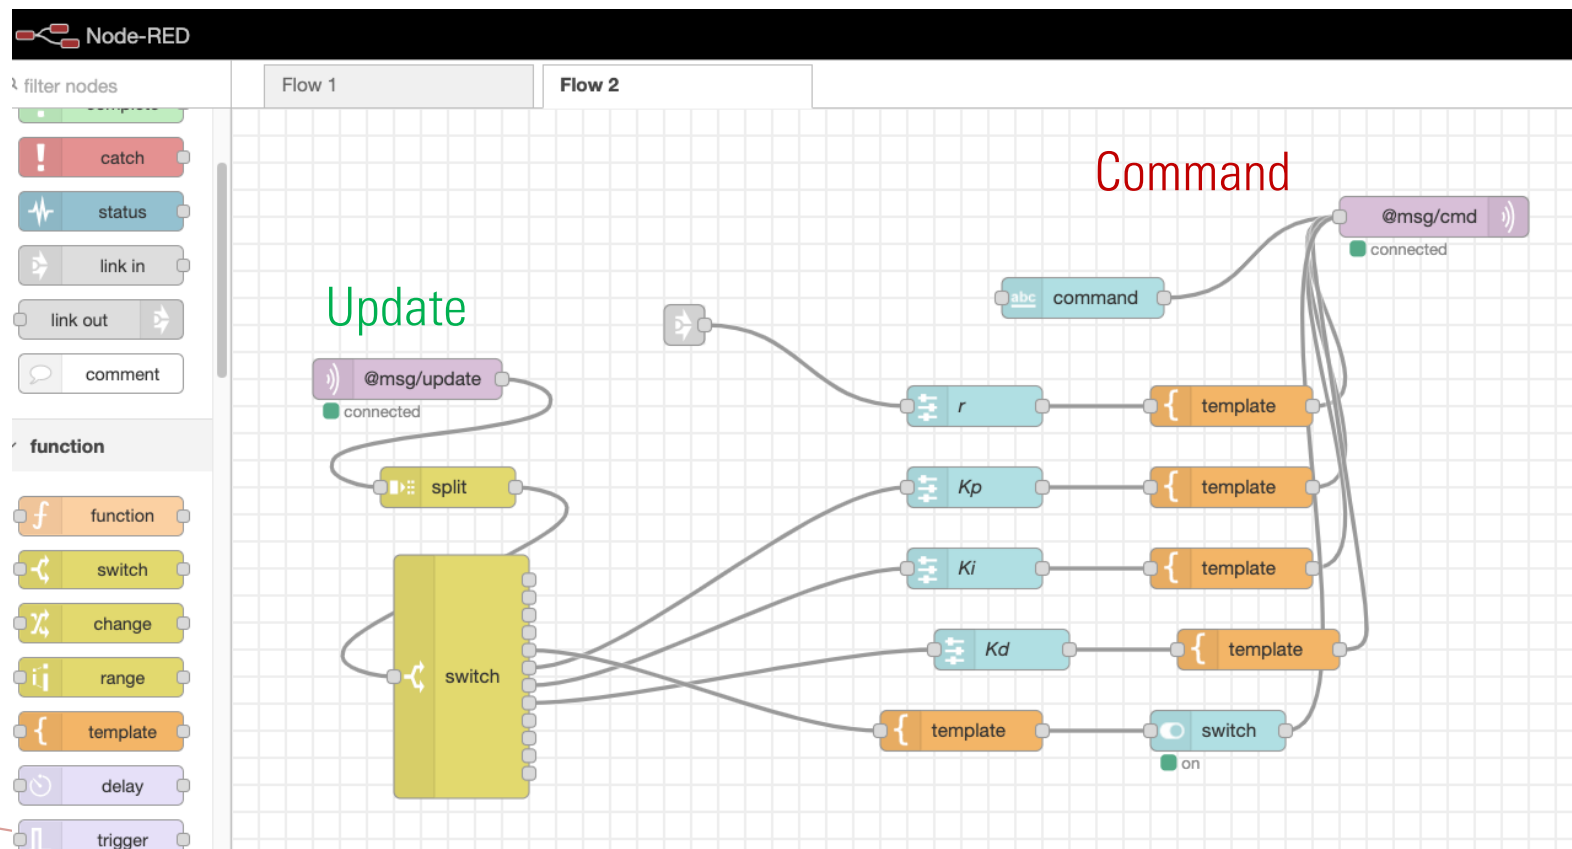 Node-RED
filter nodes
Flow 1
Flow 2
complete
catch
status
link in
link out
comment
function
function
switch
change
range
template
delay
trigger
Update
@msg/update
connected
split
switch
Command
@msg/cmd
connected
abc command
r
template
Kp
template
Ki
template
Kd
template
template
switch
on